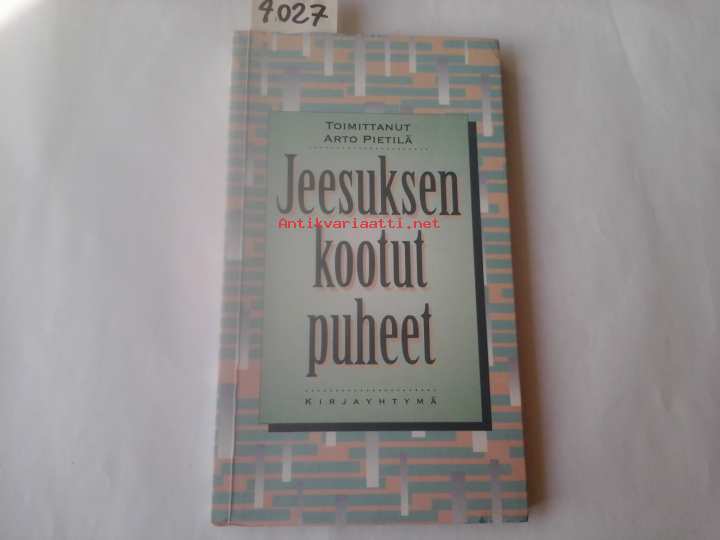 4027
TOIMITTANUT
ARTO PIETILÄ
Jeesuksen
Antikvariaatti.net
kootut
puheet
KIRJAYHTYMÄ